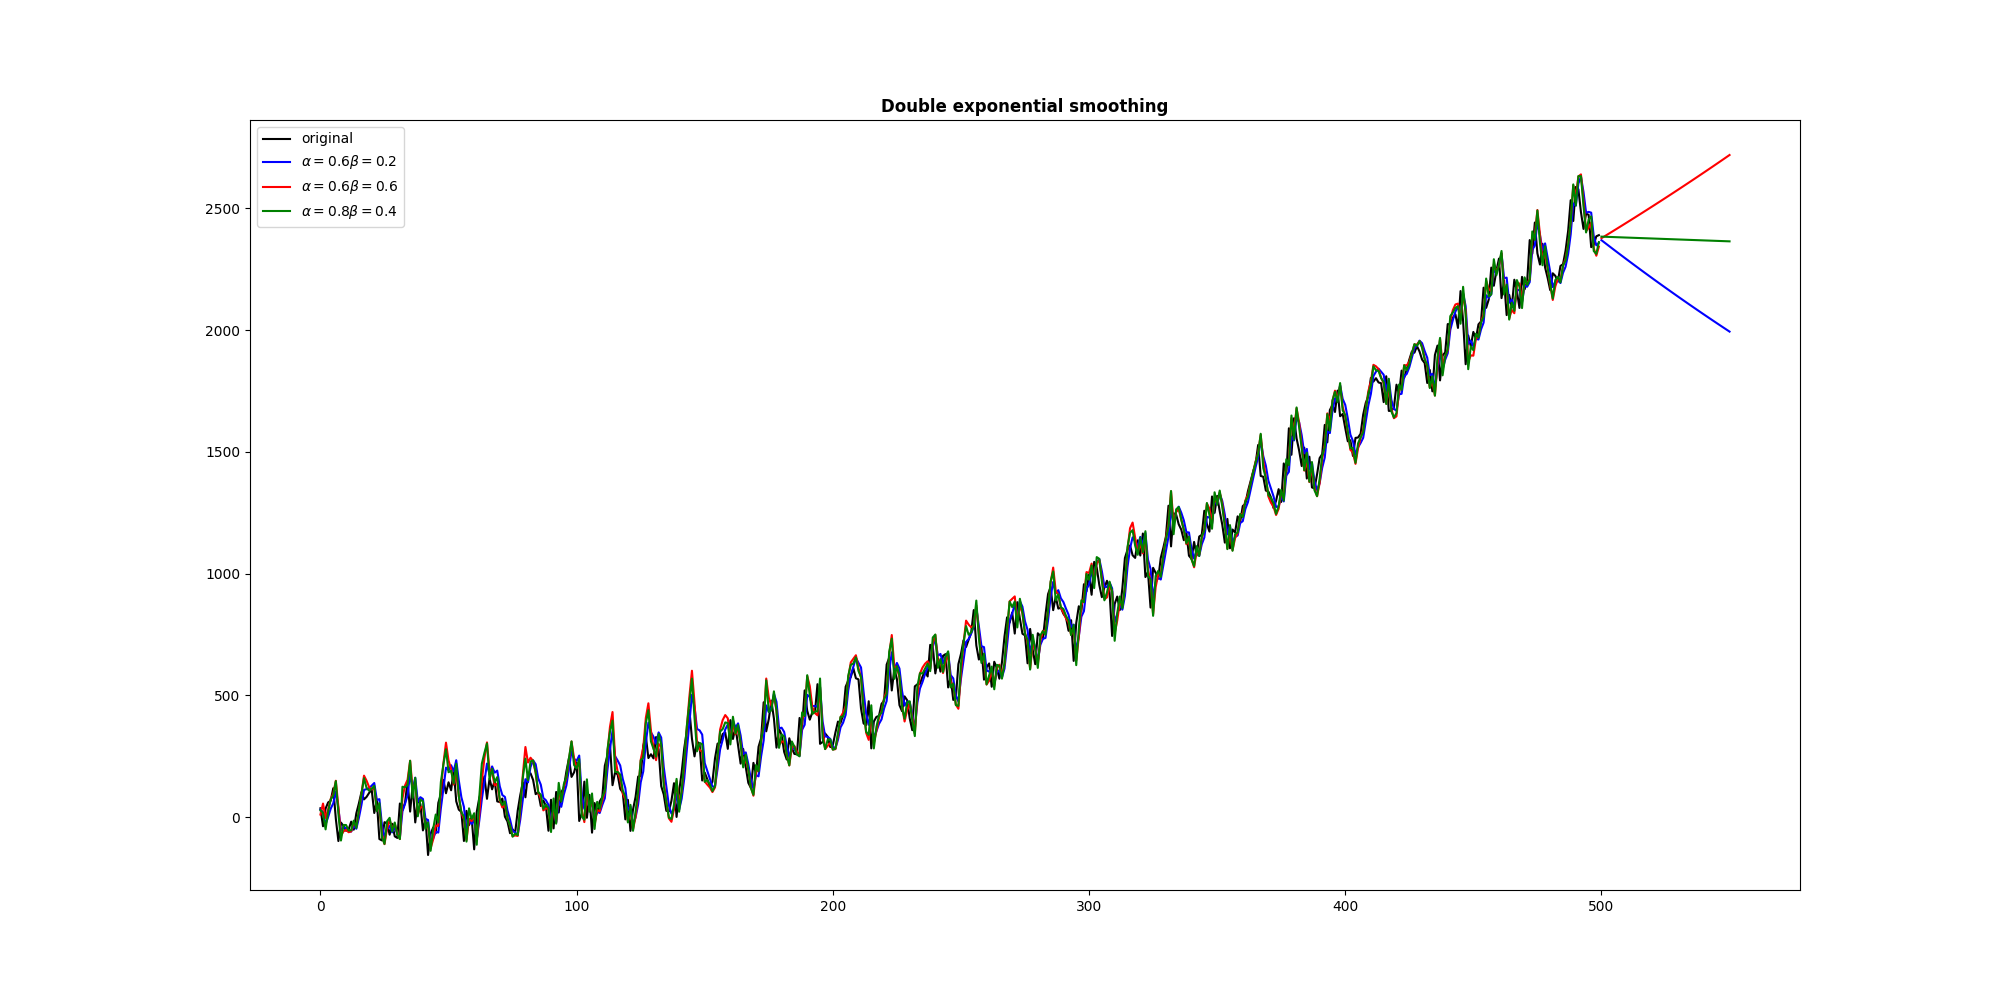 Double exponential smoothing
original
α = 0.6β = 0.2
α = 0.6β = 0.6
α = 0.8β = 0.4
2500
2000
1500
1000
500
0
0 100 200 300 400 500